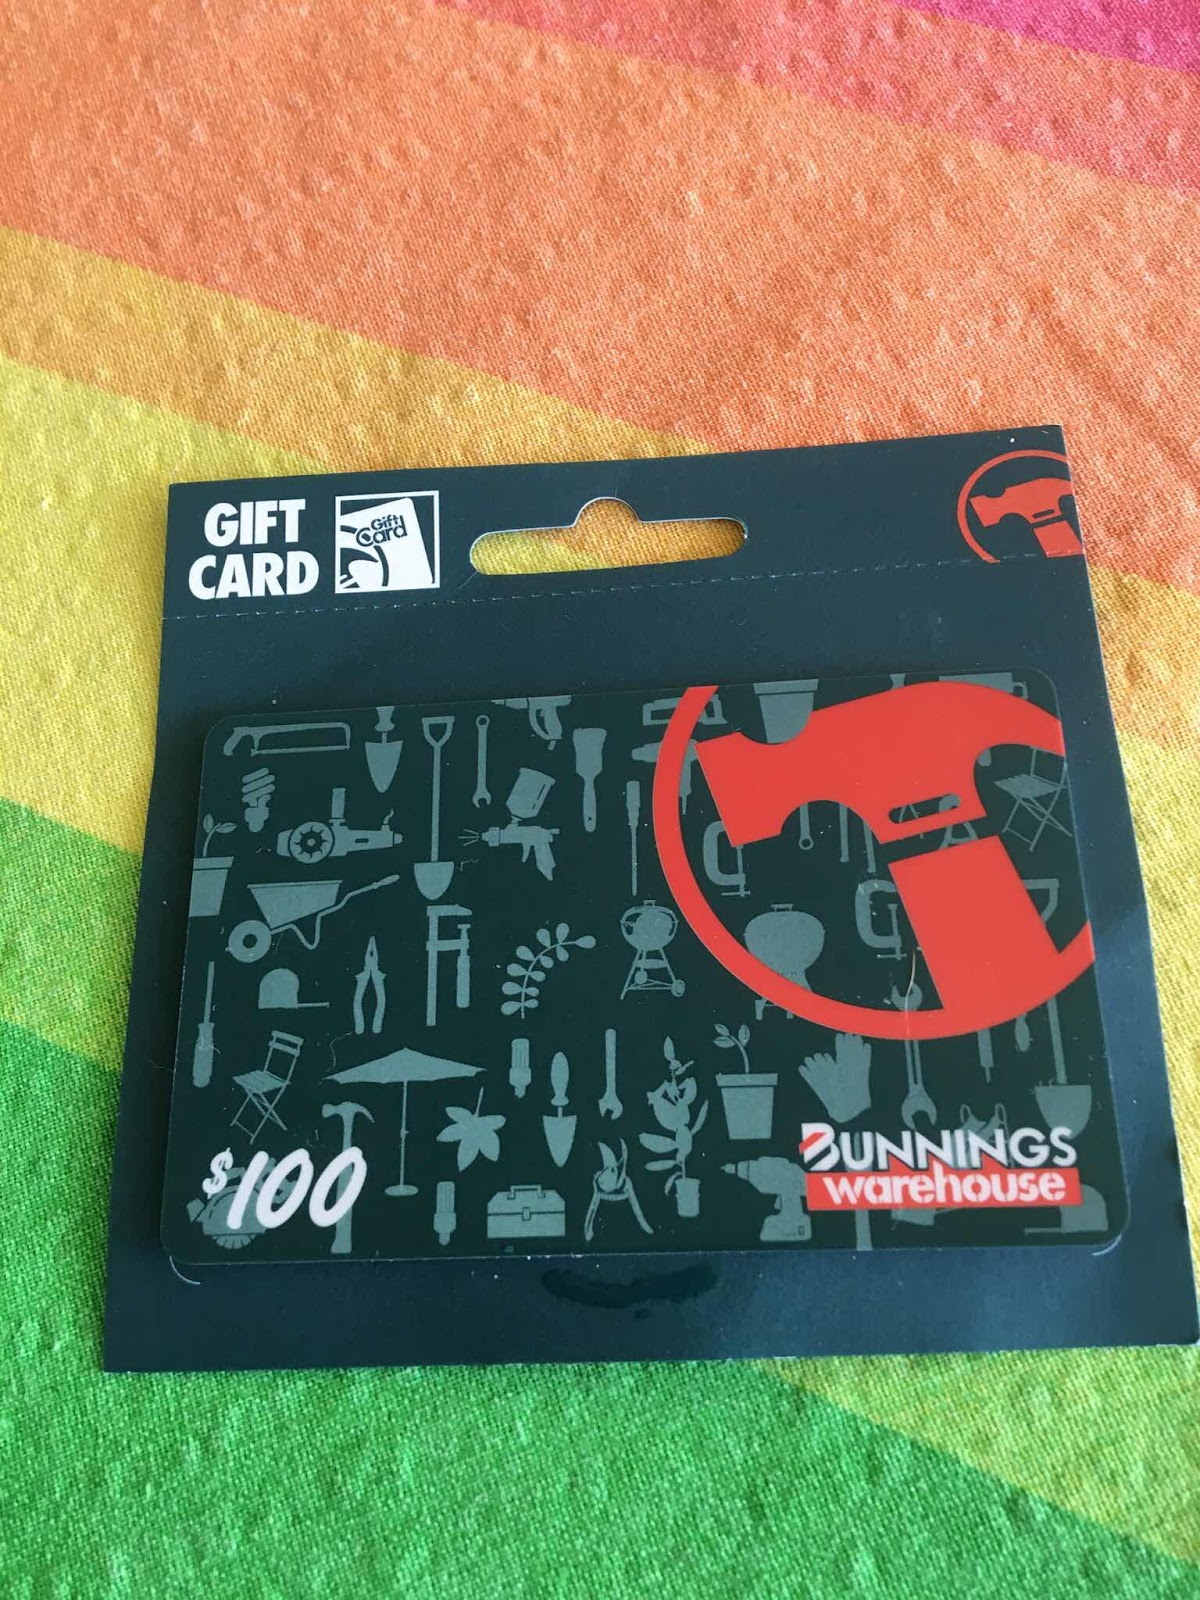 GIFT
CARD
Gift
Card
$100
BUNNINGS
warehouse